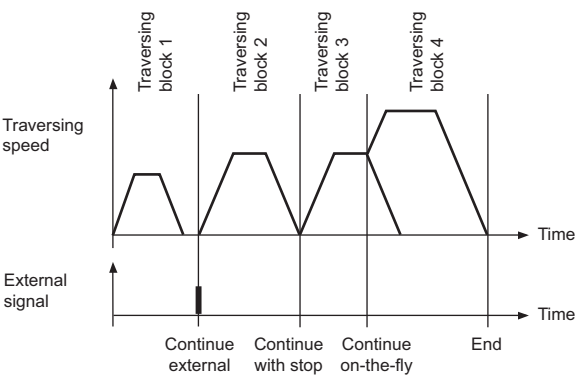 Traversing
block 1
Traversing
block 2
Traversing
block 3
Traversing
block 4
Traversing
speed
Time
External
signal
Time
Continue
external
Continue
with stop
Continue
on-the-fly
End